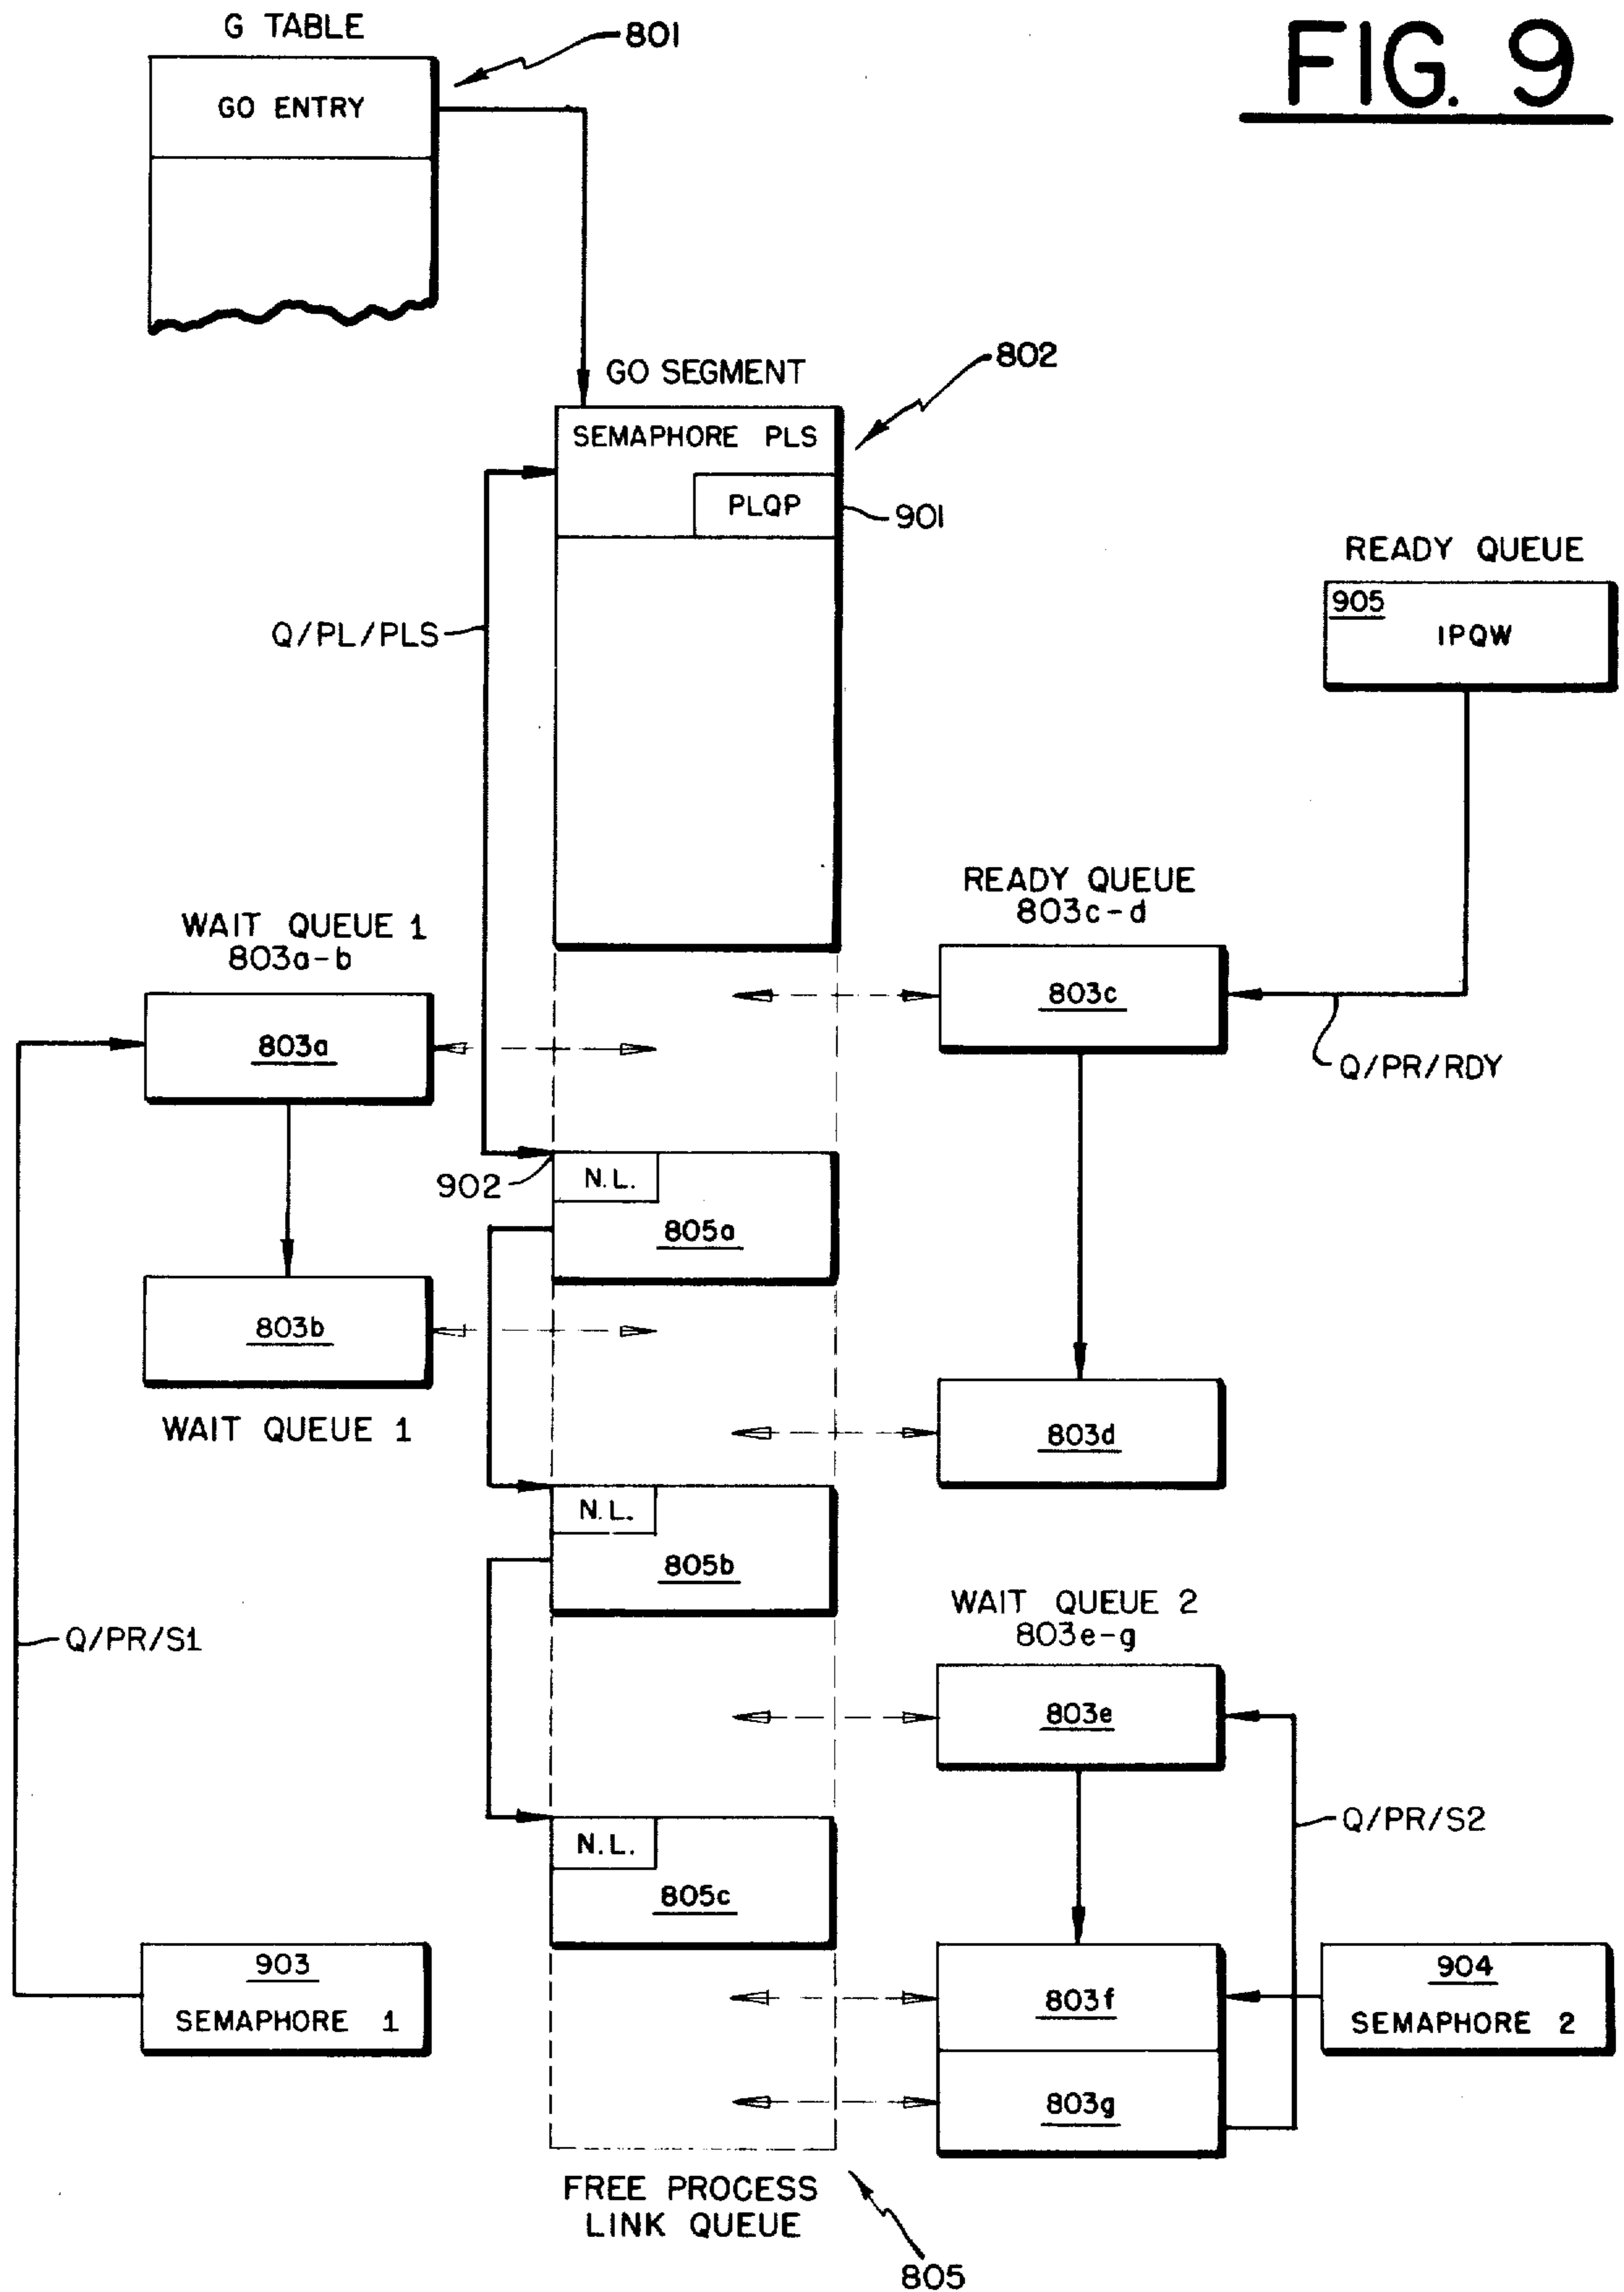 G TABLE
801
FIG. 9
GO ENTRY
GO SEGMENT
802
SEMAPHORE PLS
PLQP
901
READY QUEUE
905
IPQW
Q/PL/PLS
READY QUEUE
803c-d
WAIT QUEUE 1
803a-b
803c
803a
Q/PR/RDY
902
N.L.
805a
803b
WAIT QUEUE 1
803d
N.L.
805b
WAIT QUEUE 2
803e-g
Q/PR/S1
803e
Q/PR/S2
N.L.
805c
903
SEMAPHORE 1
803f
904
SEMAPHORE 2
803g
FREE PROCESS
LINK QUEUE
805